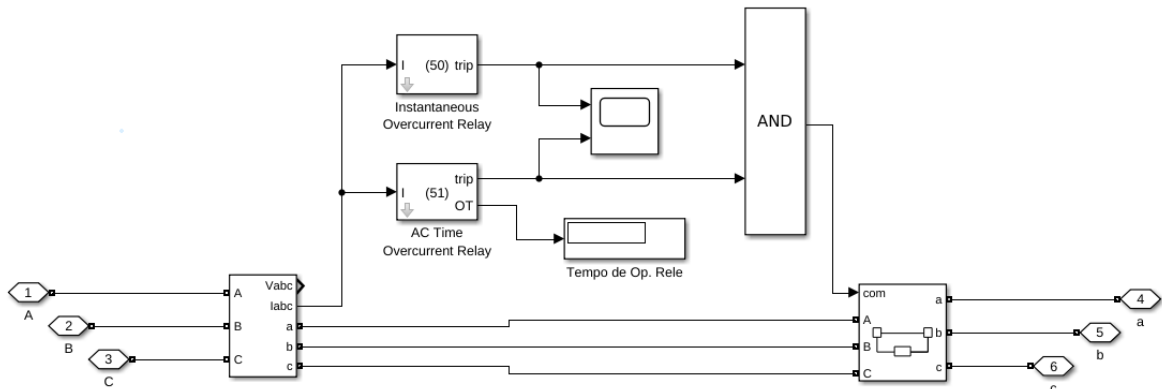 I (50) trip
Instantaneous
Overcurrent Relay
AND
I (51) trip
OT
AC Time
Overcurrent Relay
Tempo de Op. Rele
1
A
2
B
3
C
A
B
C
Vabc
Iabc
a
b
c
com
A
B
C
a
b
c
4
a
5
b
6
c